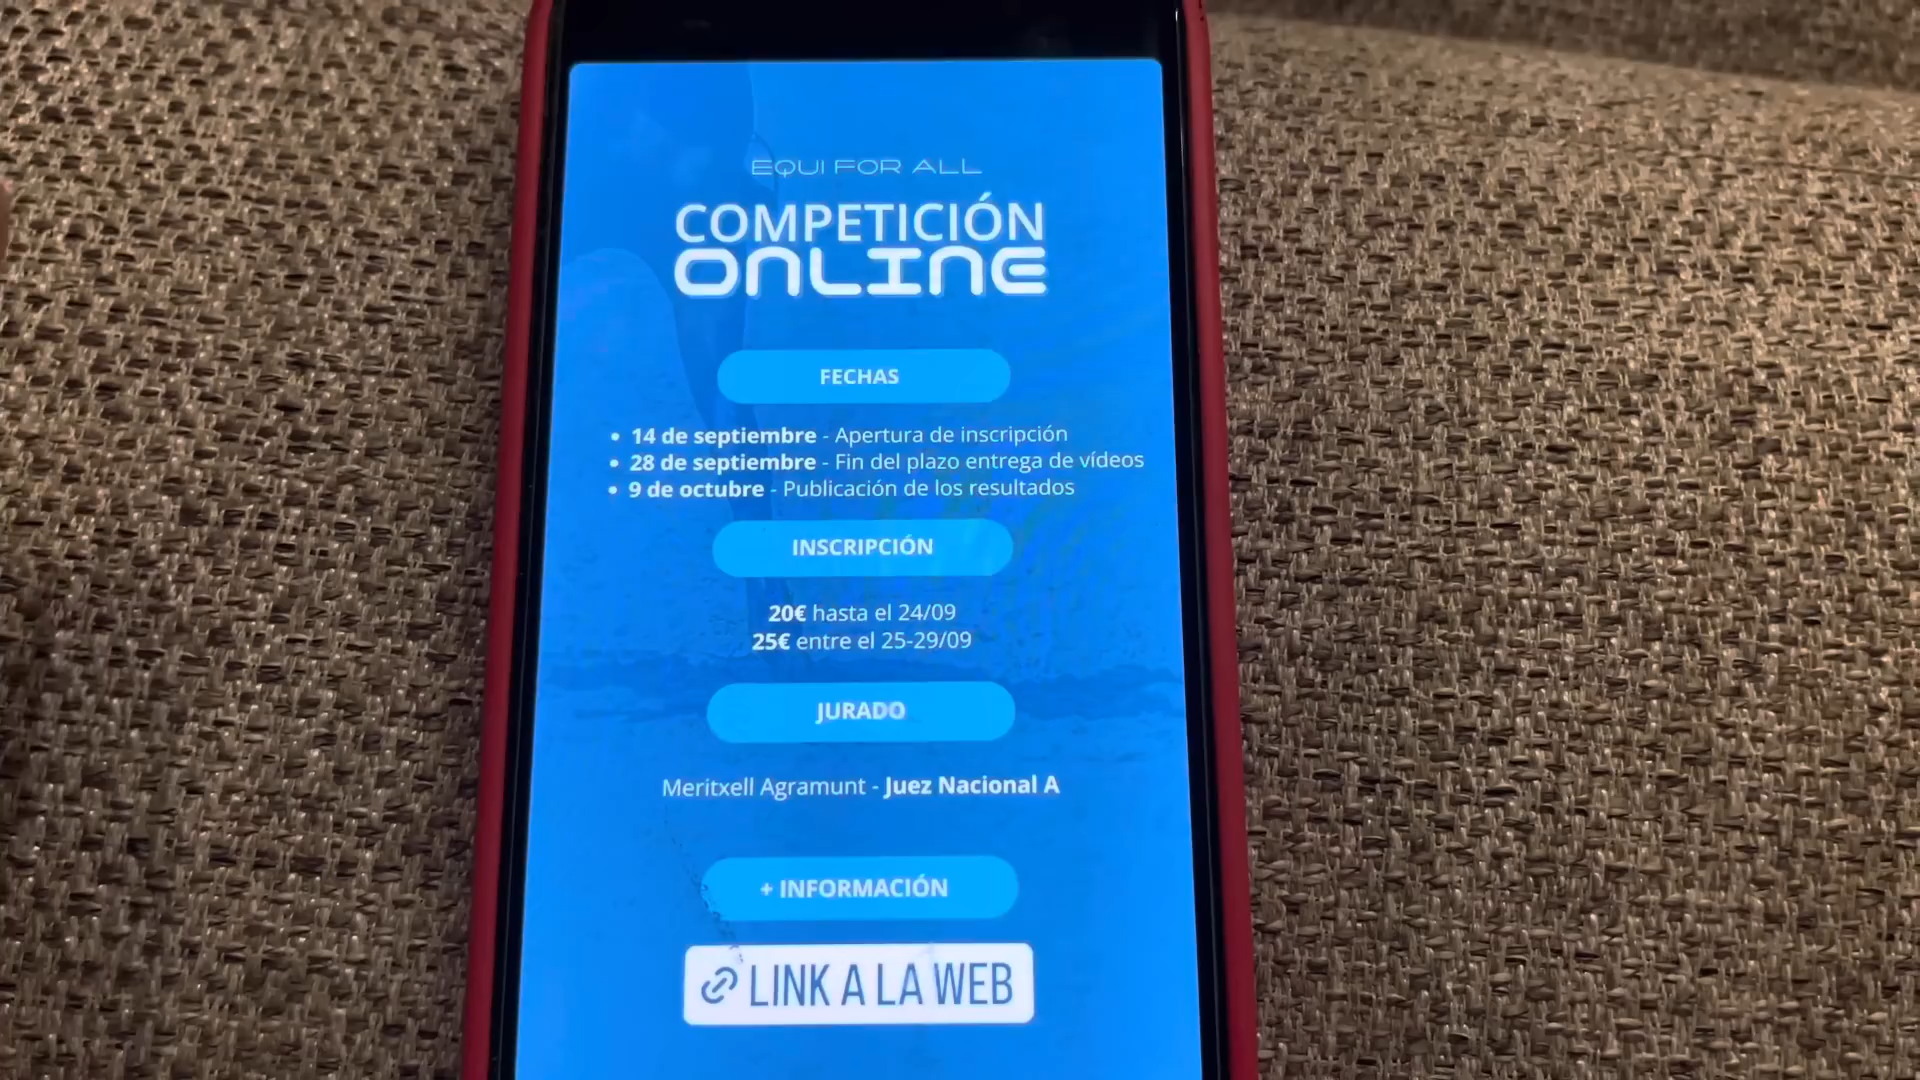 EQUI FOR ALL
COMPETICIÓN
ONLINE
FECHAS
• 14 de septiembre - Apertura de inscripción
• 28 de septiembre - Fin del plazo entrega de vídeos
• 9 de octubre - Publicación de los resultados
INSCRIPCIÓN
20€ hasta el 24/09
25€ entre el 25-29/09
JURADO
Meritxell Agramunt - Juez Nacional A
+ INFORMACIÓN
LINK A LA WEB